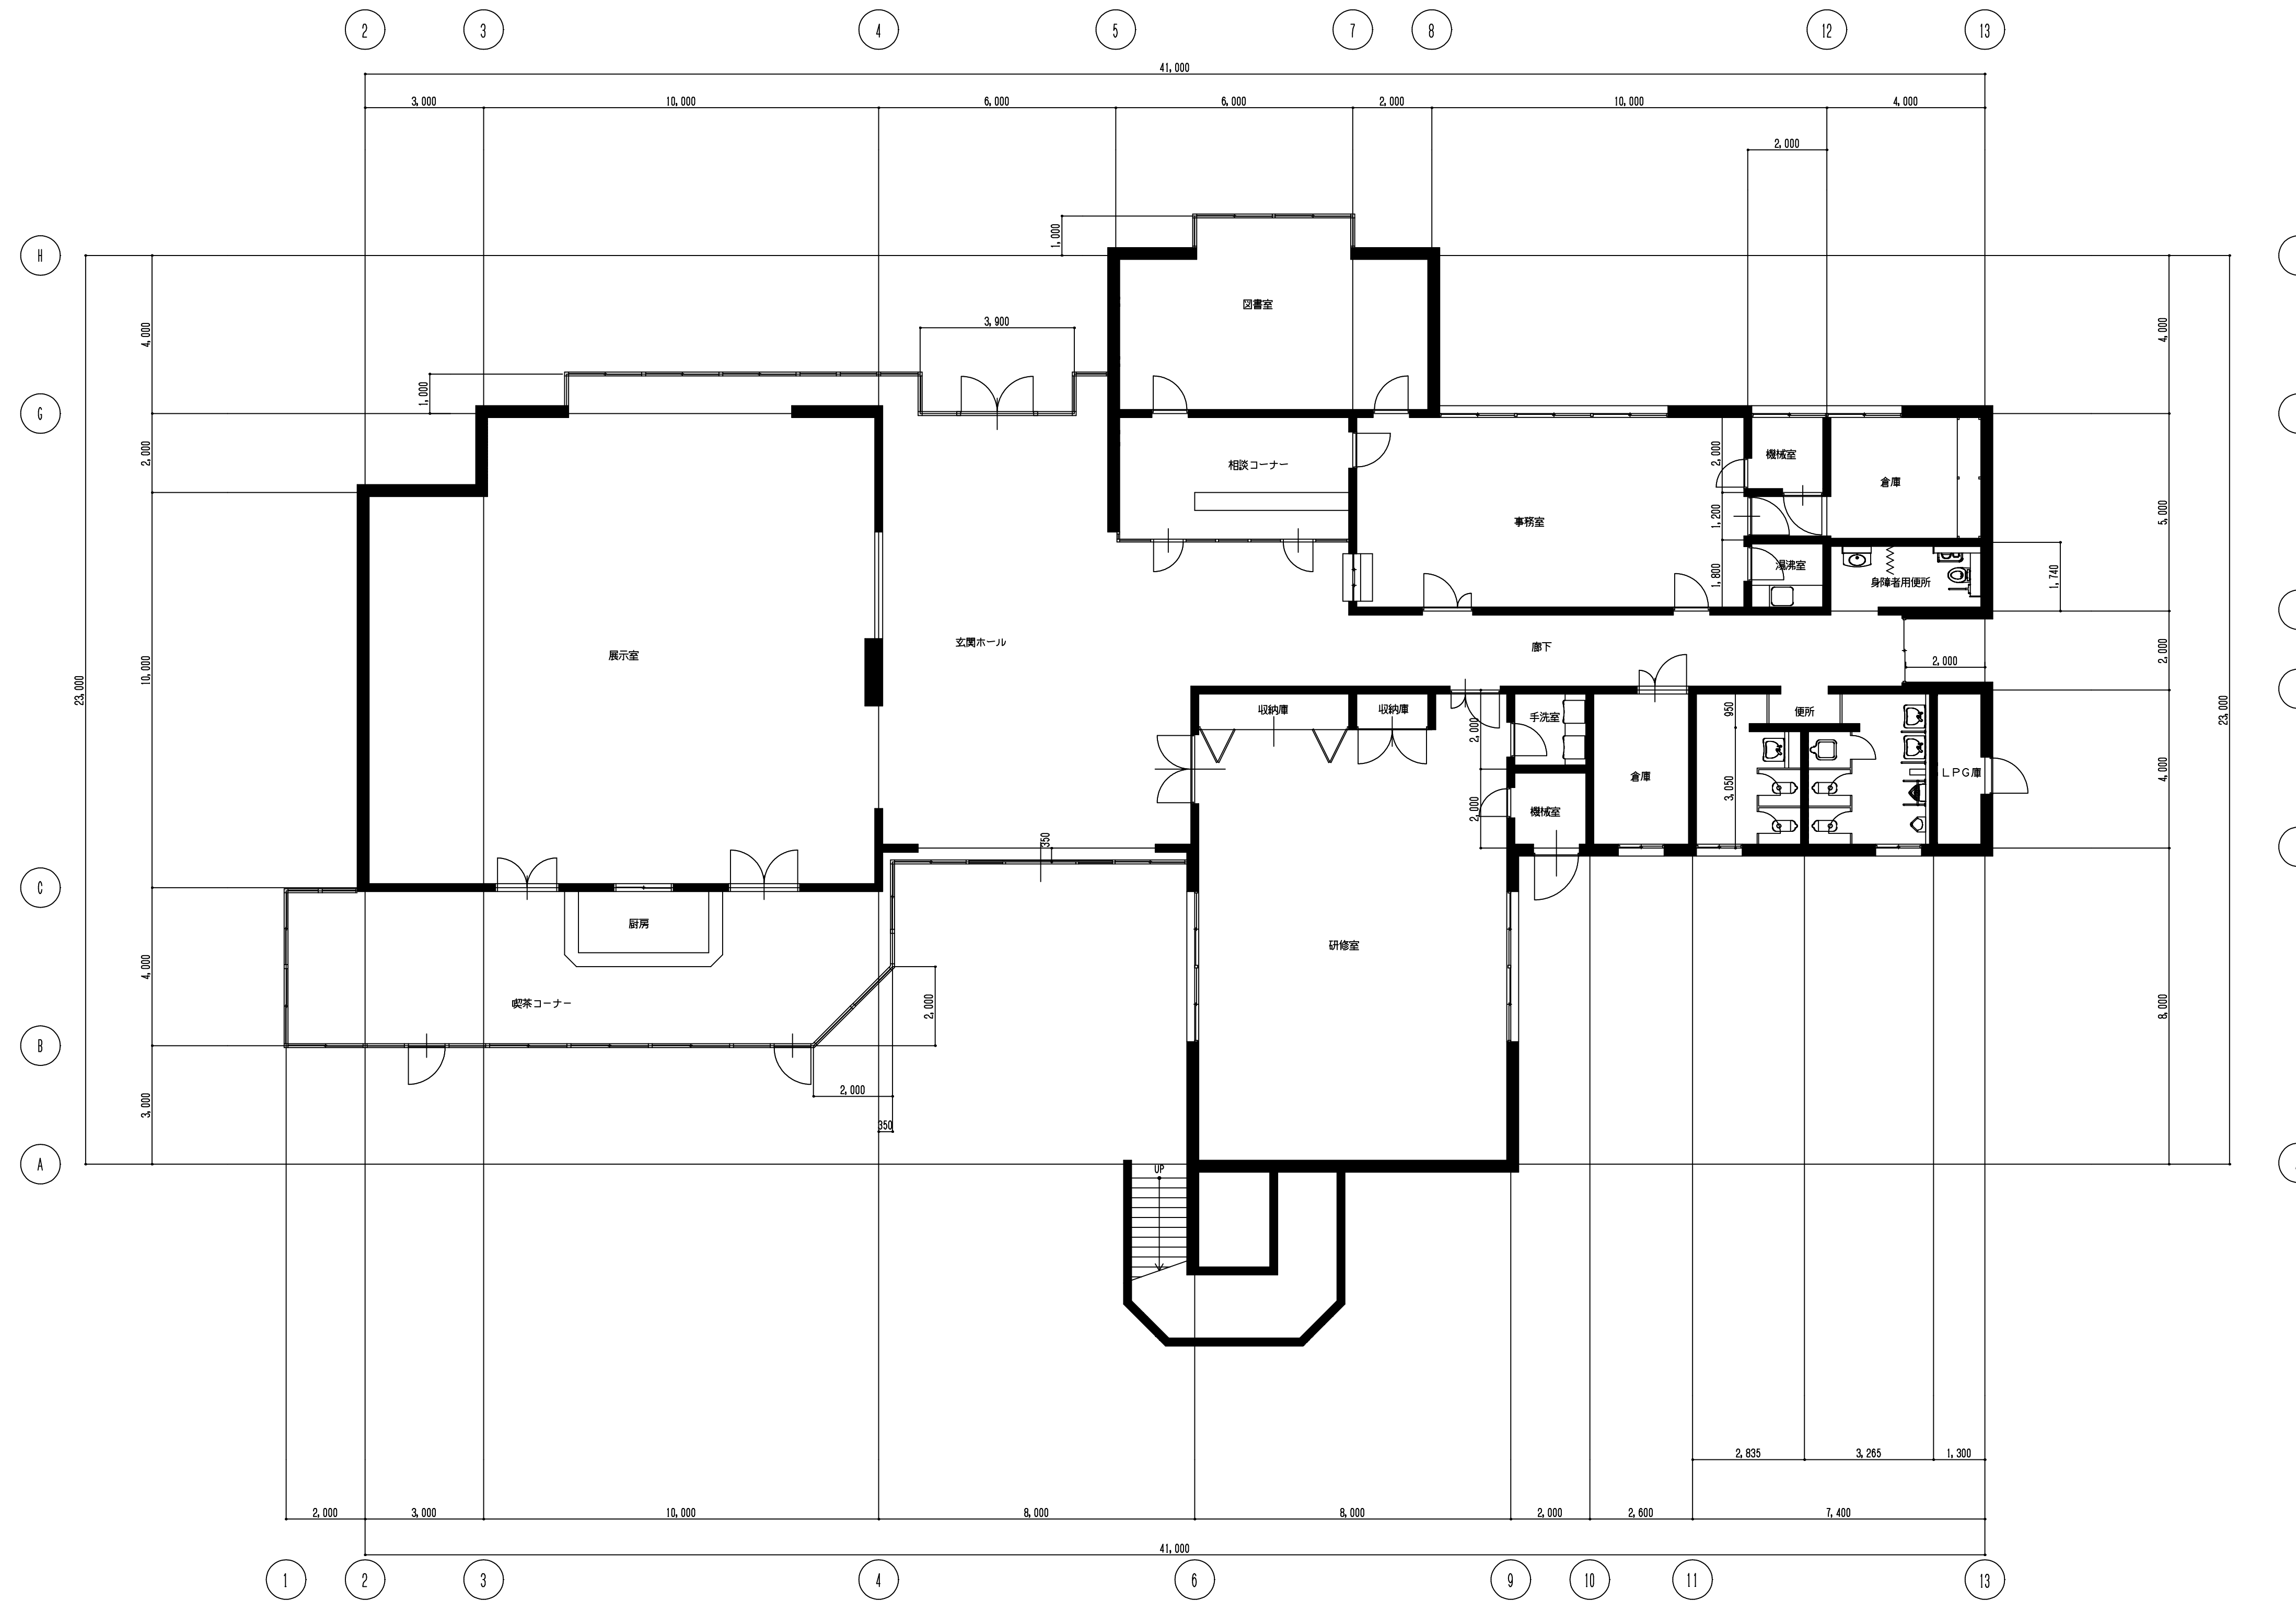 2 3 4 5 7 8 12 13
41,000
3,000 10,000 6,000 6,000 2,000 10,000 4,000
2,000
1,000
H
図書室
3,900
4,000
4,000
1,000
G
2,000
相談コーナー
2,000
機械室
倉庫
5,000
事務室
1,200
湯沸室
1,800
身障者用便所
1,740
玄関ホール
廊下
展示室
10,000
2,000
2,000
23,000
23,000
収納庫
収納庫
手洗室
950
便所
2,000
倉庫
3,050
LPG庫
4,000
2,000
機械室
350
C
厨房
研修室
4,000
喫茶コーナー
2,000
8,000
B
2,000
3,000
350
A
UP
2,835 3,265 1,300
2,000 3,000 10,000 8,000 8,000 2,000 2,600 7,400
41,000
1 2 3 4 6 9 10 11 13